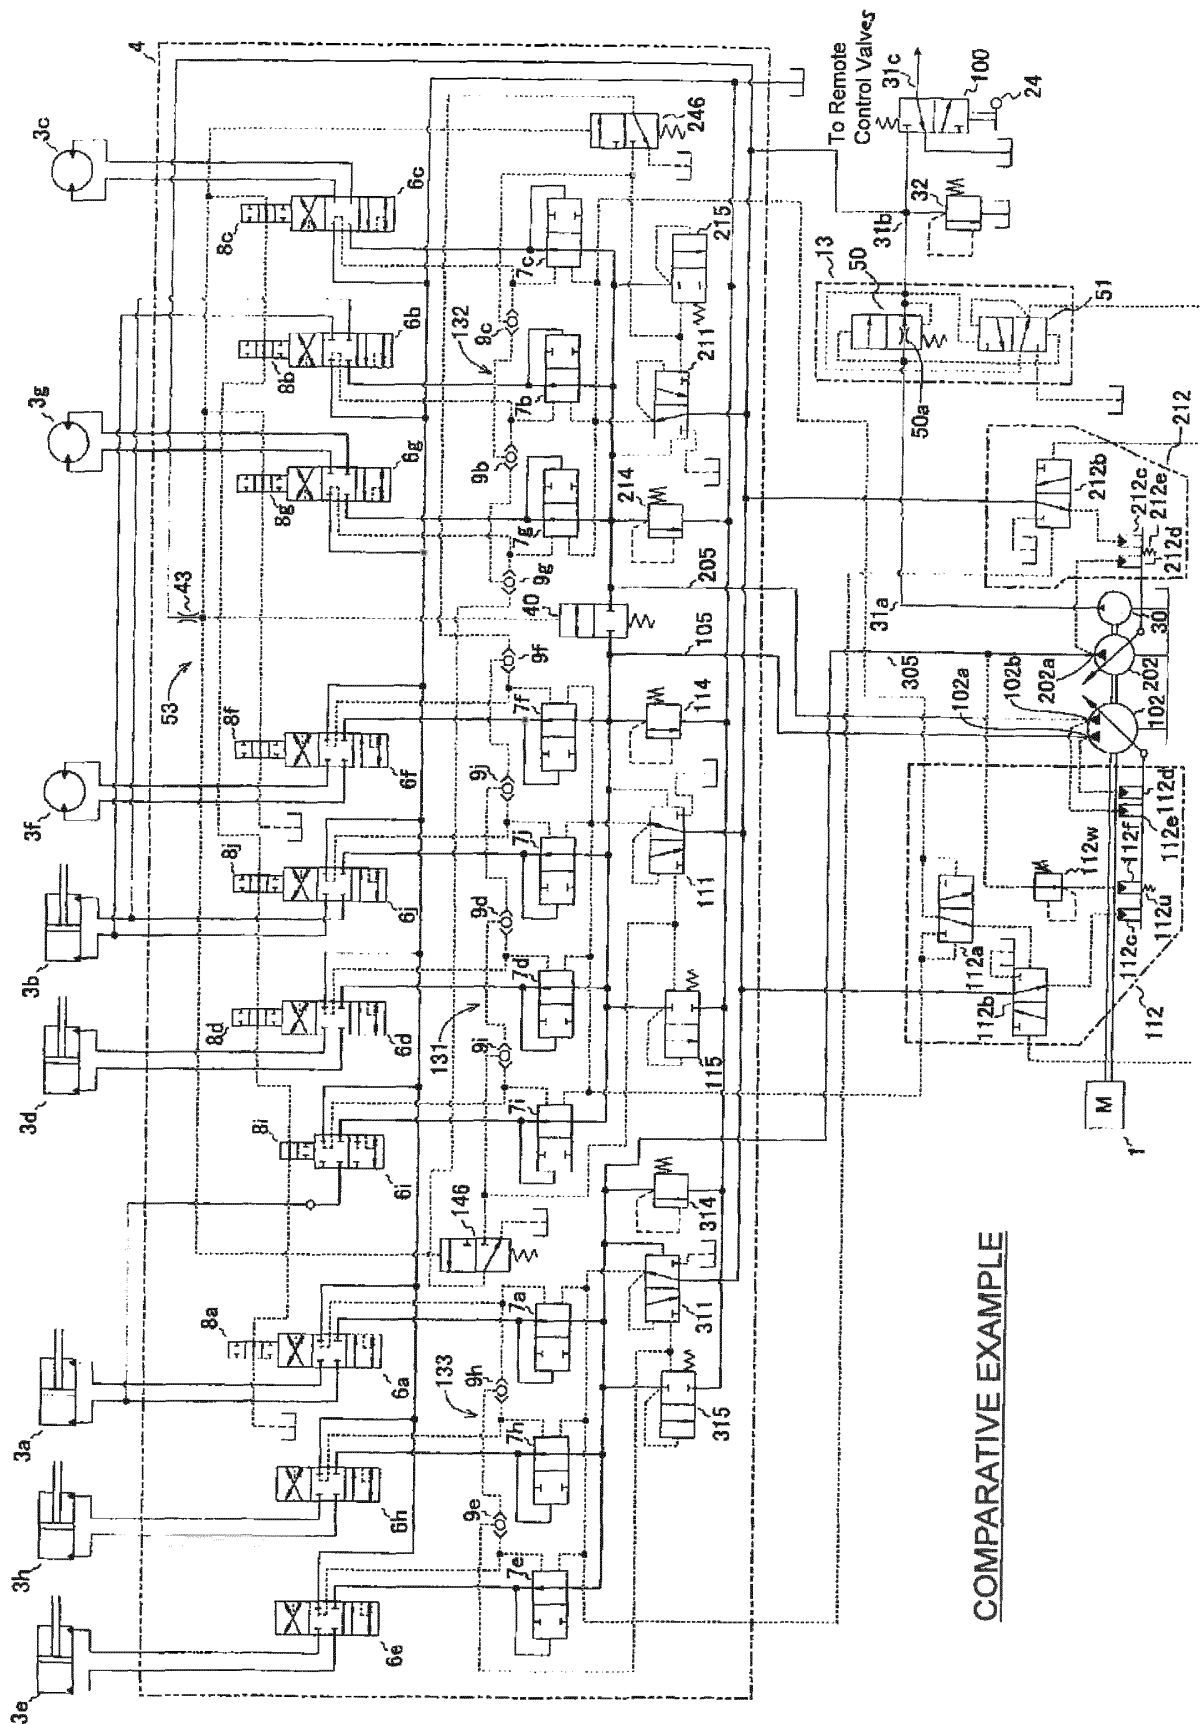 3c
3g
3f
3b
3d
3a
3h
3e
4
53
43
8c
8b
8g
8f
8j
8d
8i
8a
6c
6b
6g
6f
6j
6d
6i
6a
6h
6e
132
131
133
9c
9b
9g
9f
9j
9d
9i
9h
9e
7c
7b
7g
7f
7j
7d
7i
7a
7h
7e
246
146
40
215
211
214
205
105
114
111
115
314
311
315
To Remote
Control Valves
31c
100
24
32
31b
13
50
50a
51
212
212b
212c
212e
212d
31a
30
305
202a
202
102b
102a
102
112d
112e
112f
112w
112u
112c
112a
112b
112
M
1
COMPARATIVE EXAMPLE